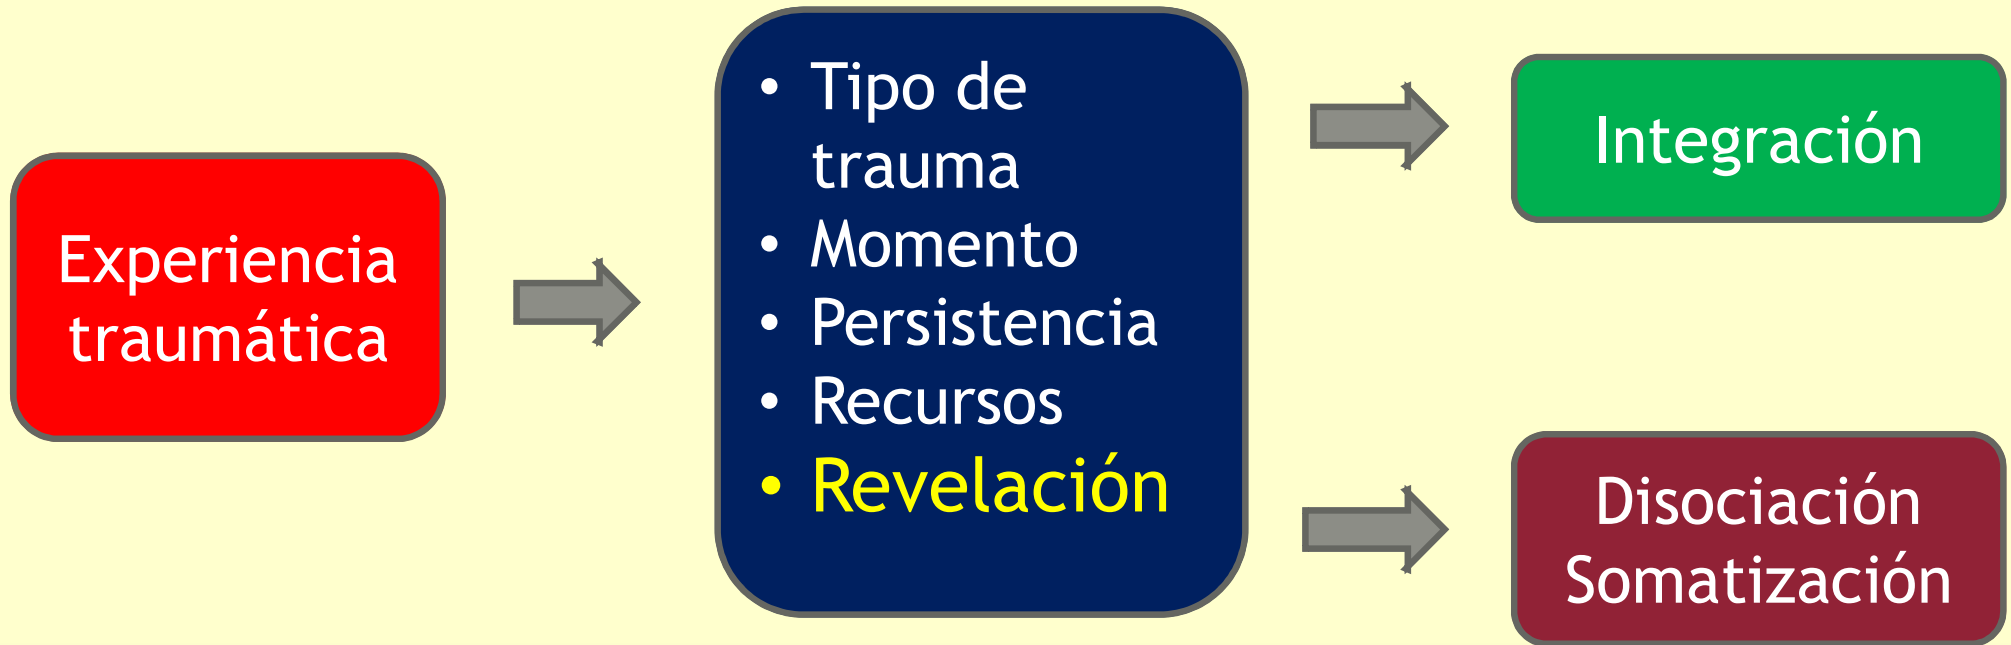 Experiencia
traumática
• Tipo de
trauma
• Momento
• Persistencia
• Recursos
• Revelación
Integración
Disociación
Somatización